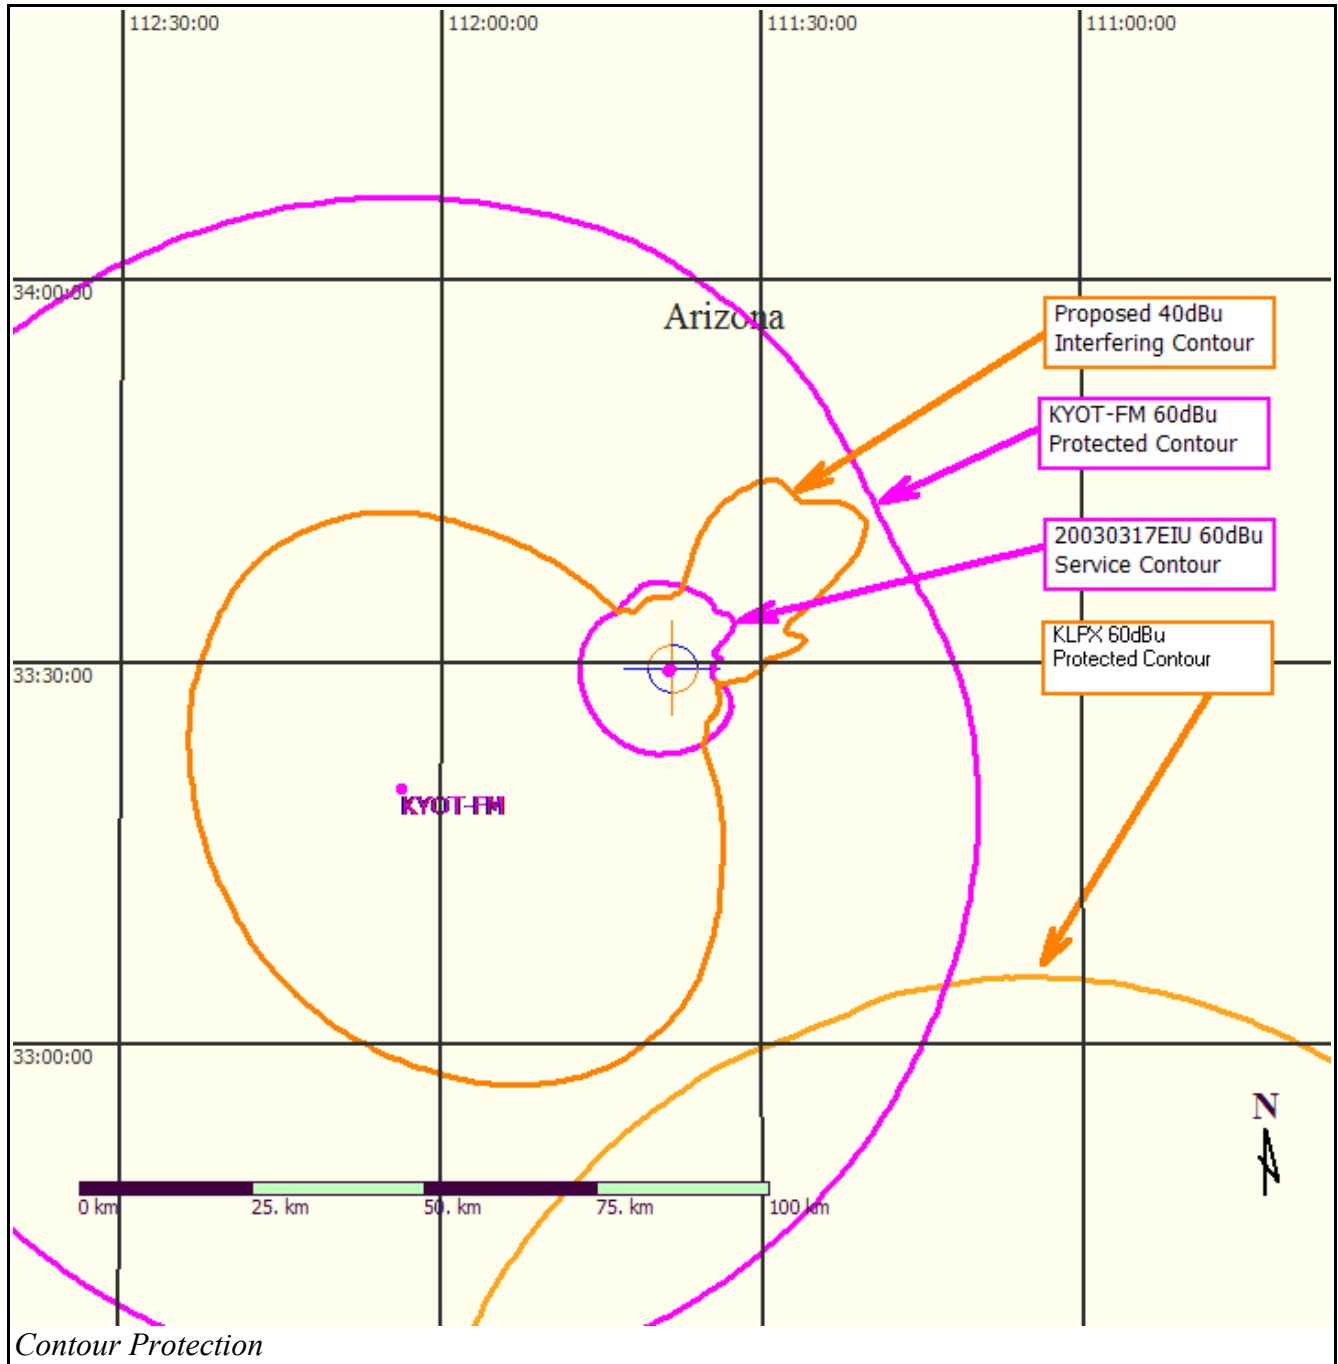 112:30:00
112:00:00
111:30:00
111:00:00
34:00:00
Arizona
Proposed 40dBu
Interfering Contour
KYOT-FM 60dBu
Protected Contour
20030317EIU 60dBu
Service Contour
KLPX 60dBu
Protected Contour
33:30:00
KYOT-FM
33:00:00
N
0 km
25. km
50. km
75. km
100 km
Contour Protection